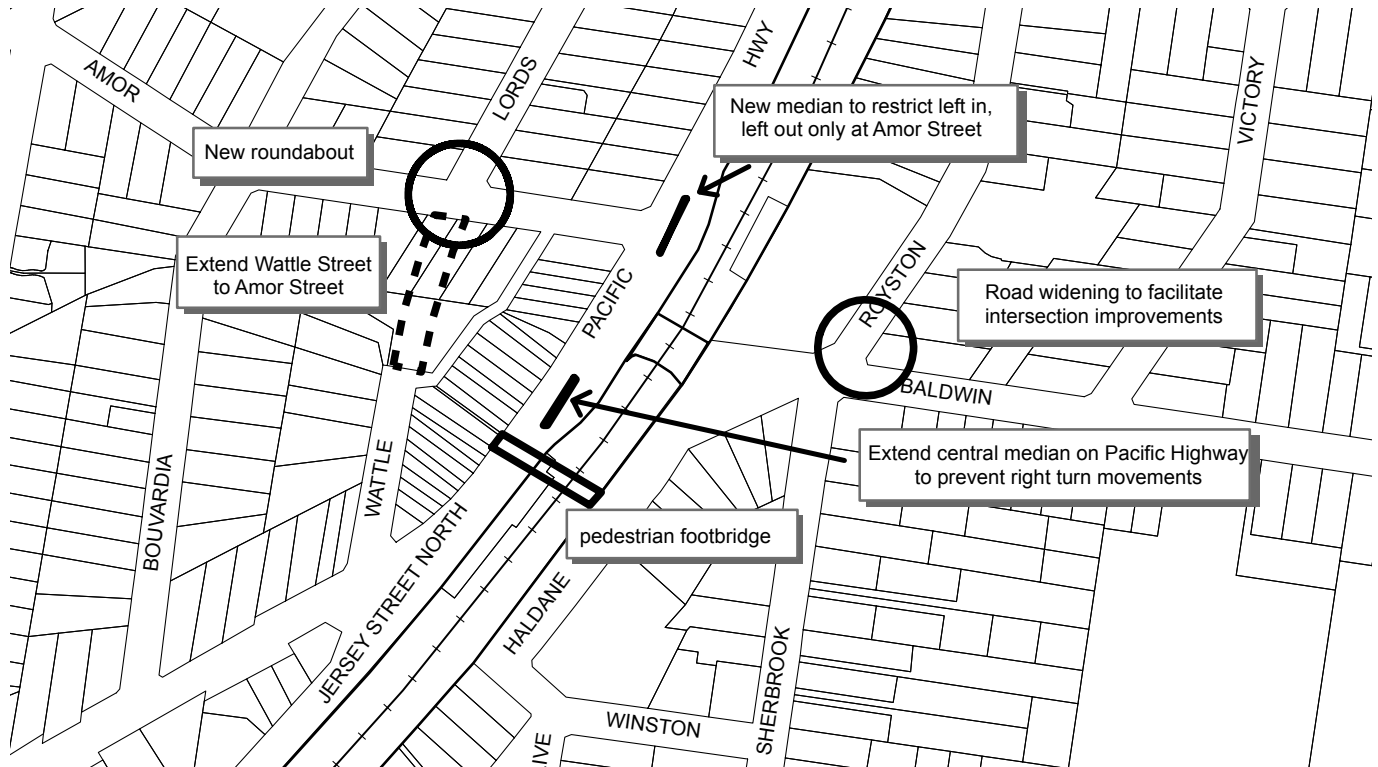 AMOR
LORDS
HWY
VICTORY
New median to restrict left in,
left out only at Amor Street
New roundabout
Extend Wattle Street
to Amor Street
PACIFIC
ROYSTON
Road widening to facilitate
intersection improvements
BALDWIN
Extend central median on Pacific Highway
to prevent right turn movements
WATTLE
BOUVARDIA
pedestrian footbridge
JERSEY STREET NORTH
HALDANE
SHERBROOK
WINSTON
IVE